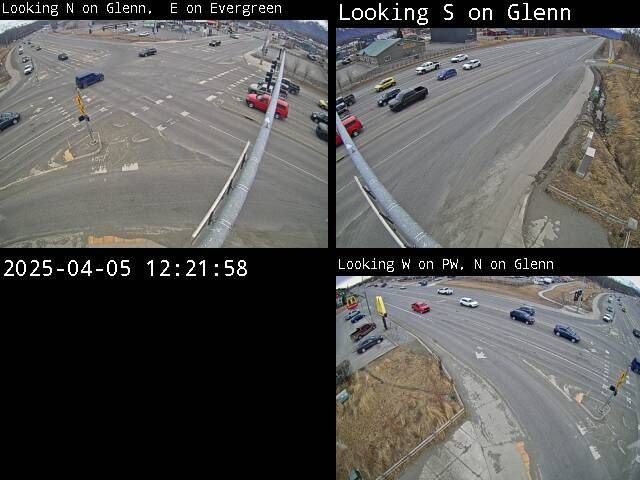 Looking N on Glenn, E on Evergreen
Looking S on Glenn
2025-04-05 12:21:58
Looking W on PW, N on Glenn